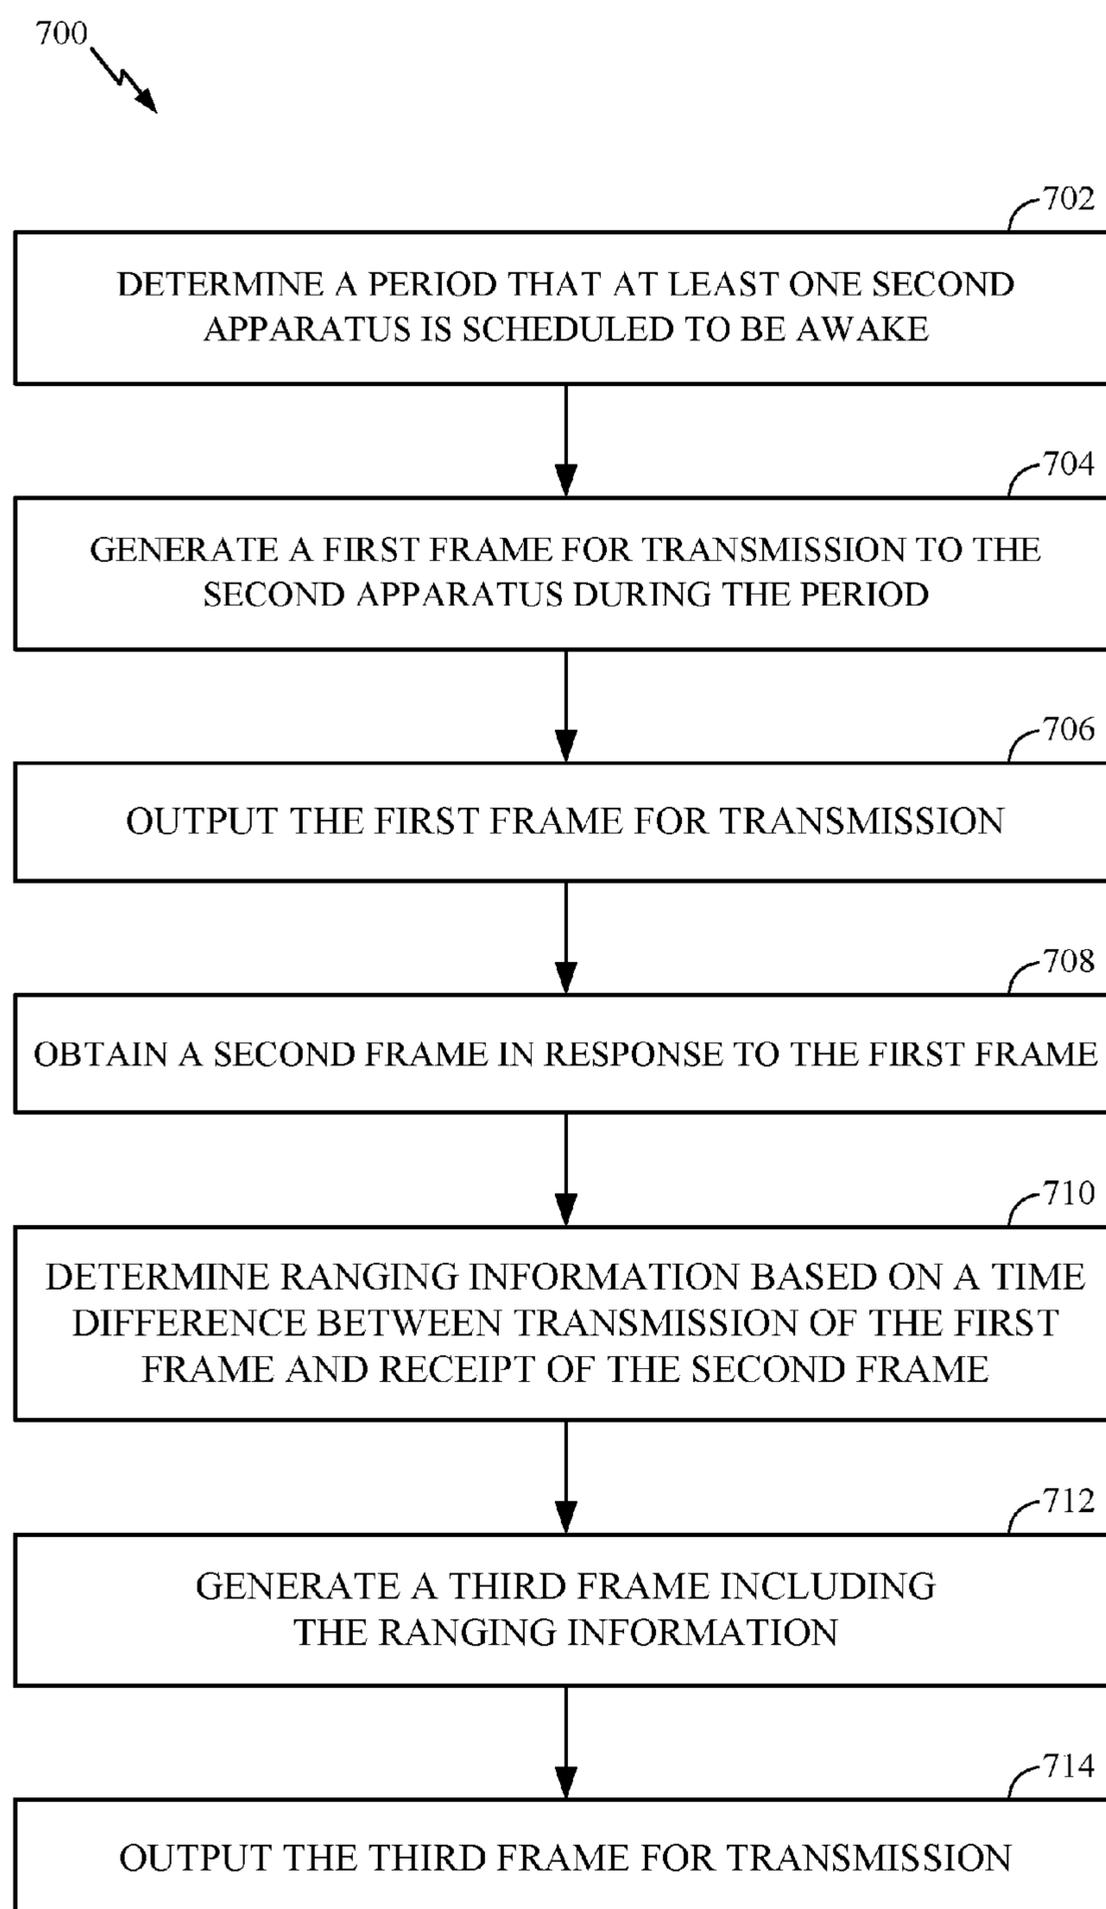 700
702
DETERMINE A PERIOD THAT AT LEAST ONE SECOND
APPARATUS IS SCHEDULED TO BE AWAKE
704
GENERATE A FIRST FRAME FOR TRANSMISSION TO THE
SECOND APPARATUS DURING THE PERIOD
706
OUTPUT THE FIRST FRAME FOR TRANSMISSION
708
OBTAIN A SECOND FRAME IN RESPONSE TO THE FIRST FRAME
710
DETERMINE RANGING INFORMATION BASED ON A TIME
DIFFERENCE BETWEEN TRANSMISSION OF THE FIRST
FRAME AND RECEIPT OF THE SECOND FRAME
712
GENERATE A THIRD FRAME INCLUDING
THE RANGING INFORMATION
714
OUTPUT THE THIRD FRAME FOR TRANSMISSION